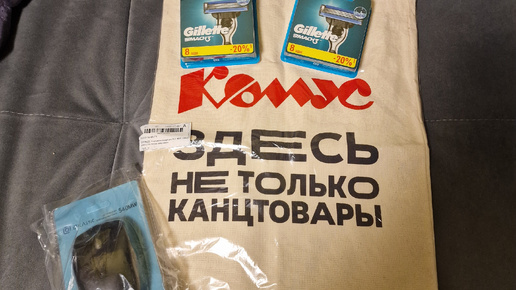 Gillette
MACH3
8
-20%
Gillette
MACH3
8
-20%
Комус
ЗДЕСЬ
НЕ ТОЛЬКО
КАНЦТОВАРЫ